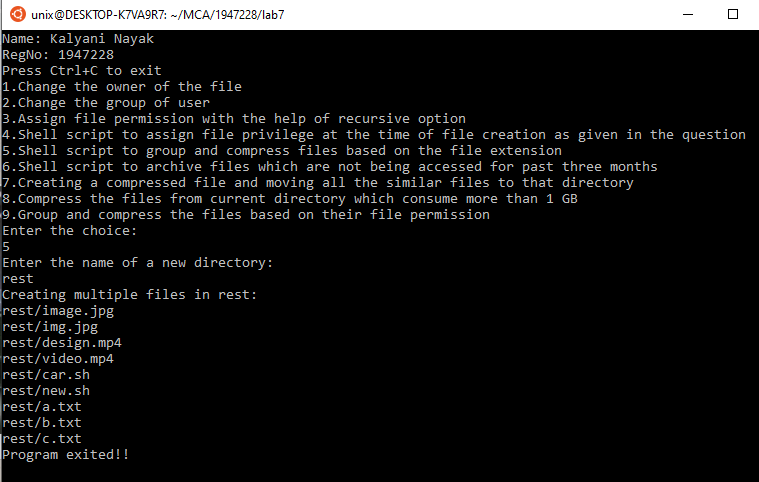 unix@DESKTOP-K7VA9R7: ~/MCA/1947228/lab7
Name: Kalyani Nayak
RegNo: 1947228
Press Ctrl+C to exit
1.Change the owner of the file
2.Change the group of user
3.Assign file permission with the help of recursive option
4.Shell script to assign file privilege at the time of file creation as given in the question
5.Shell script to group and compress files based on the file extension
6.Shell script to archive files which are not being accessed for past three months
7.Creating a compressed file and moving all the similar files to that directory
8.Compress the files from current directory which consume more than 1 GB
9.Group and compress the files based on their file permission
Enter the choice:
5
Enter the name of a new directory:
rest
Creating multiple files in rest:
rest/image.jpg
rest/img.jpg
rest/design.mp4
rest/video.mp4
rest/car.sh
rest/new.sh
rest/a.txt
rest/b.txt
rest/c.txt
Program exited!!